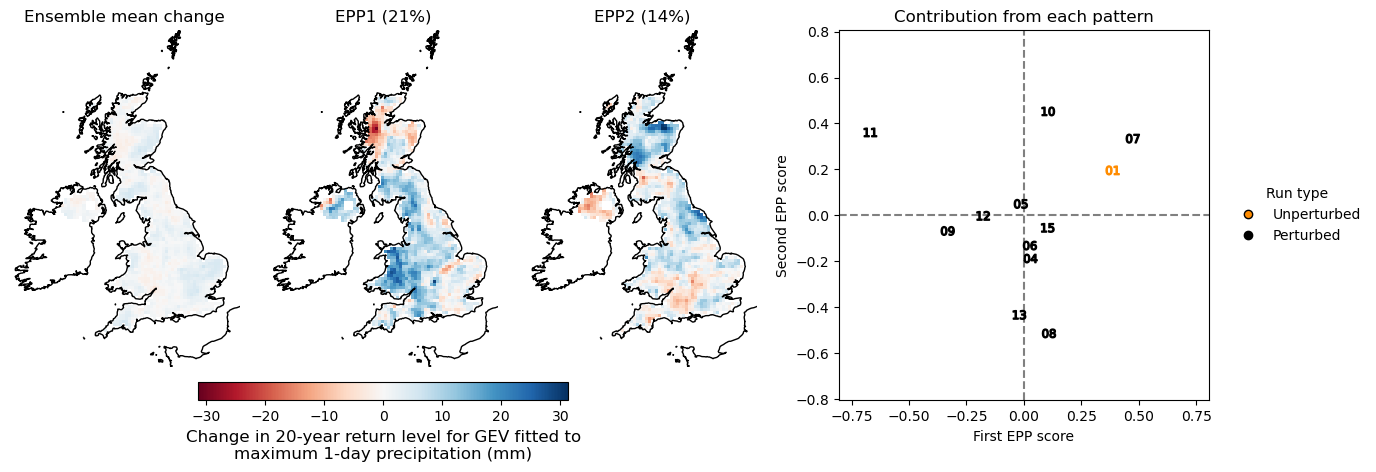 Ensemble mean change
EPP1 (21%)
EPP2 (14%)
Contribution from each pattern
−30 −20 −10 0 10 20 30
Change in 20-year return level for GEV fitted to
maximum 1-day precipitation (mm)
Second EPP score
0.8
0.6
0.4
0.2
0.0
−0.2
−0.4
−0.6
−0.8
10
11
07
01
05
12
09
15
06
04
13
08
−0.75 −0.50 −0.25 0.00 0.25 0.50 0.75
First EPP score
Run type
Unperturbed
Perturbed